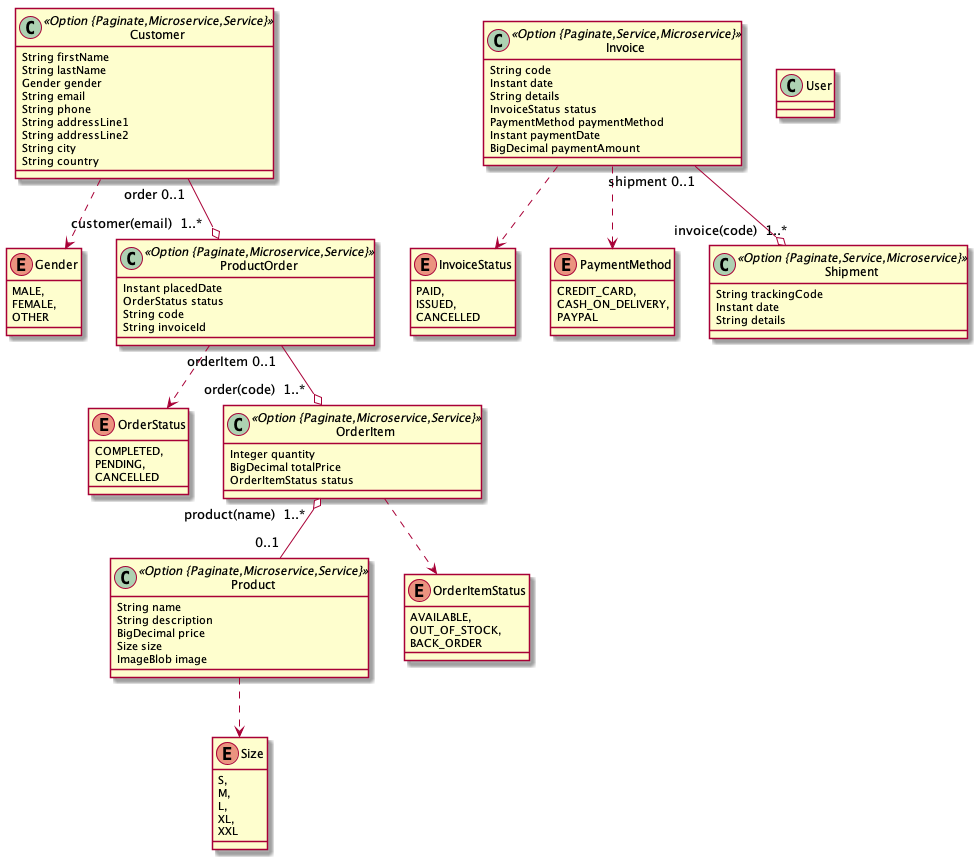 C «Option {Paginate,Microservice,Service}»
Customer
String firstName
String lastName
Gender gender
String email
String phone
String addressLine1
String addressLine2
String city
String country
C «Option {Paginate,Service,Microservice}»
Invoice
String code
Instant date
String details
InvoiceStatus status
PaymentMethod paymentMethod
Instant paymentDate
BigDecimal paymentAmount
C User
order 0..1
customer(email) 1..*
shipment 0..1
invoice(code) 1..*
E Gender
MALE,
FEMALE,
OTHER
C «Option {Paginate,Microservice,Service}»
ProductOrder
Instant placedDate
OrderStatus status
String code
String invoiceId
E InvoiceStatus
PAID,
ISSUED,
CANCELLED
E PaymentMethod
CREDIT_CARD,
CASH_ON_DELIVERY,
PAYPAL
C «Option {Paginate,Service,Microservice}»
Shipment
String trackingCode
Instant date
String details
orderItem 0..1
order(code) 1..*
E OrderStatus
COMPLETED,
PENDING,
CANCELLED
C «Option {Paginate,Microservice,Service}»
OrderItem
Integer quantity
BigDecimal totalPrice
OrderItemStatus status
product(name) 1..*
0..1
C «Option {Paginate,Microservice,Service}»
Product
String name
String description
BigDecimal price
Size size
ImageBlob image
E OrderItemStatus
AVAILABLE,
OUT_OF_STOCK,
BACK_ORDER
E Size
S,
M,
L,
XL,
XXL